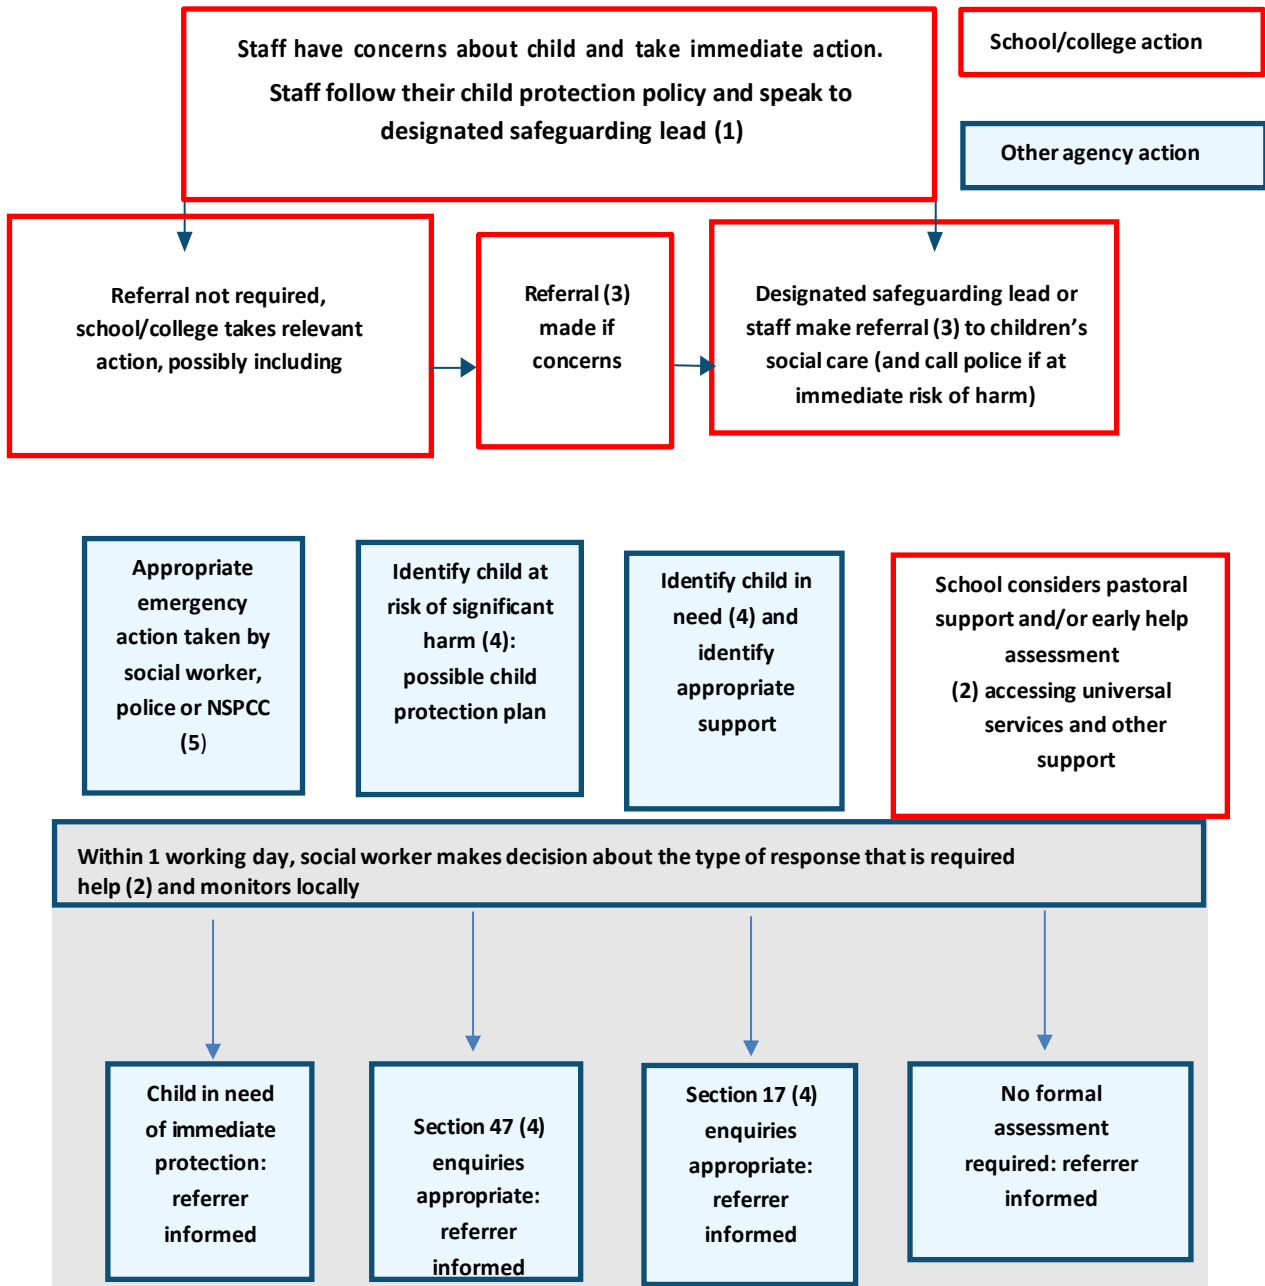 Staff have concerns about child and take immediate action.
Staff follow their child protection policy and speak to
designated safeguarding lead (1)
School/college action
Other agency action
Referral not required,
school/college takes relevant
action, possibly including
Referral (3)
made if
concerns
Designated safeguarding lead or
staff make referral (3) to children’s
social care (and call police if at
immediate risk of harm)
Appropriate
emergency
action taken by
social worker,
police or NSPCC
(5)
Identify child at
risk of significant
harm (4):
possible child
protection plan
Identify child in
need (4) and
identify
appropriate
support
School considers pastoral
support and/or early help
assessment
(2) accessing universal
services and other
support
Within 1 working day, social worker makes decision about the type of response that is required
help (2) and monitors locally
Child in need
of immediate
protection:
referrer
informed
Section 47 (4)
enquiries
appropriate:
referrer
informed
Section 17 (4)
enquiries
appropriate:
referrer
informed
No formal
assessment
required: referrer
informed